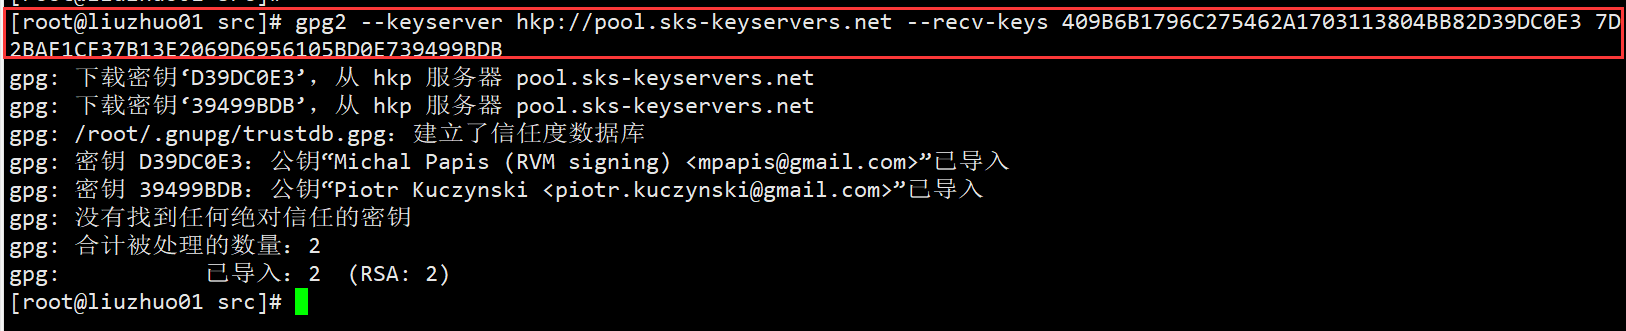 [root@liuzhuo01 src]# gpg2 --keyserver hkp://pool.sks-keyservers.net --recv-keys 409B6B1796C275462A1703113804BB82D39DC0E3 7D
2BAF1CF37B13E2069D6956105BD0E739499BDB
gpg: 下载密钥‘D39DC0E3’，从 hkp 服务器 pool.sks-keyservers.net
gpg: 下载密钥‘39499BDB’，从 hkp 服务器 pool.sks-keyservers.net
gpg: /root/.gnupg/trustdb.gpg：建立了信任度数据库
gpg: 密钥 D39DC0E3：公钥“Michal Papis (RVM signing) <mpapis@gmail.com>”已导入
gpg: 密钥 39499BDB：公钥“Piotr Kuczynski <piotr.kuczynski@gmail.com>”已导入
gpg: 没有找到任何绝对信任的密钥
gpg: 合计被处理的数量：2
gpg:           已导入：2  (RSA: 2)
[root@liuzhuo01 src]#